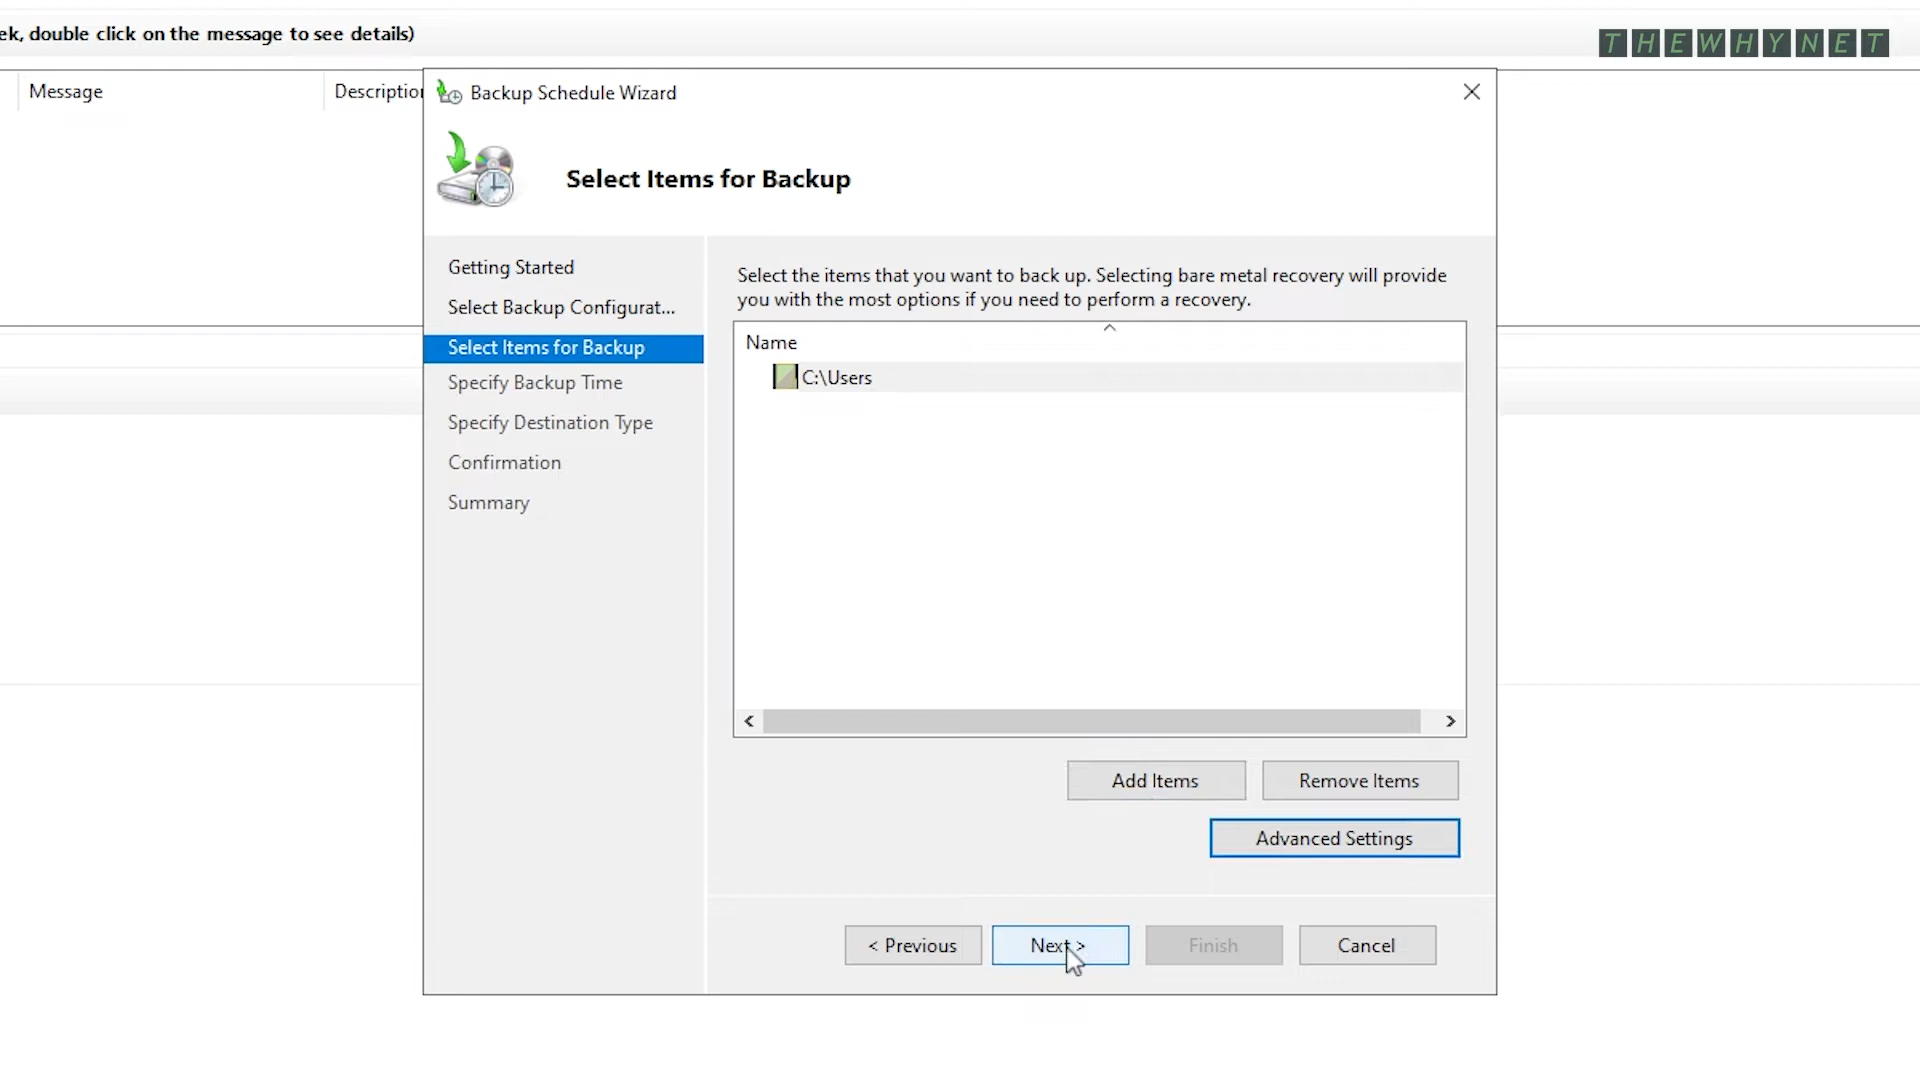 ek, double click on the message to see details)
THEWHYNET
Message
Description
Backup Schedule Wizard
Select Items for Backup
Getting Started
Select Backup Configurat...
Select Items for Backup
Specify Backup Time
Specify Destination Type
Confirmation
Summary
Select the items that you want to back up. Selecting bare metal recovery will provide
you with the most options if you need to perform a recovery.
Name
C:\Users
Add Items
Remove Items
Advanced Settings
< Previous
Next >
Finish
Cancel